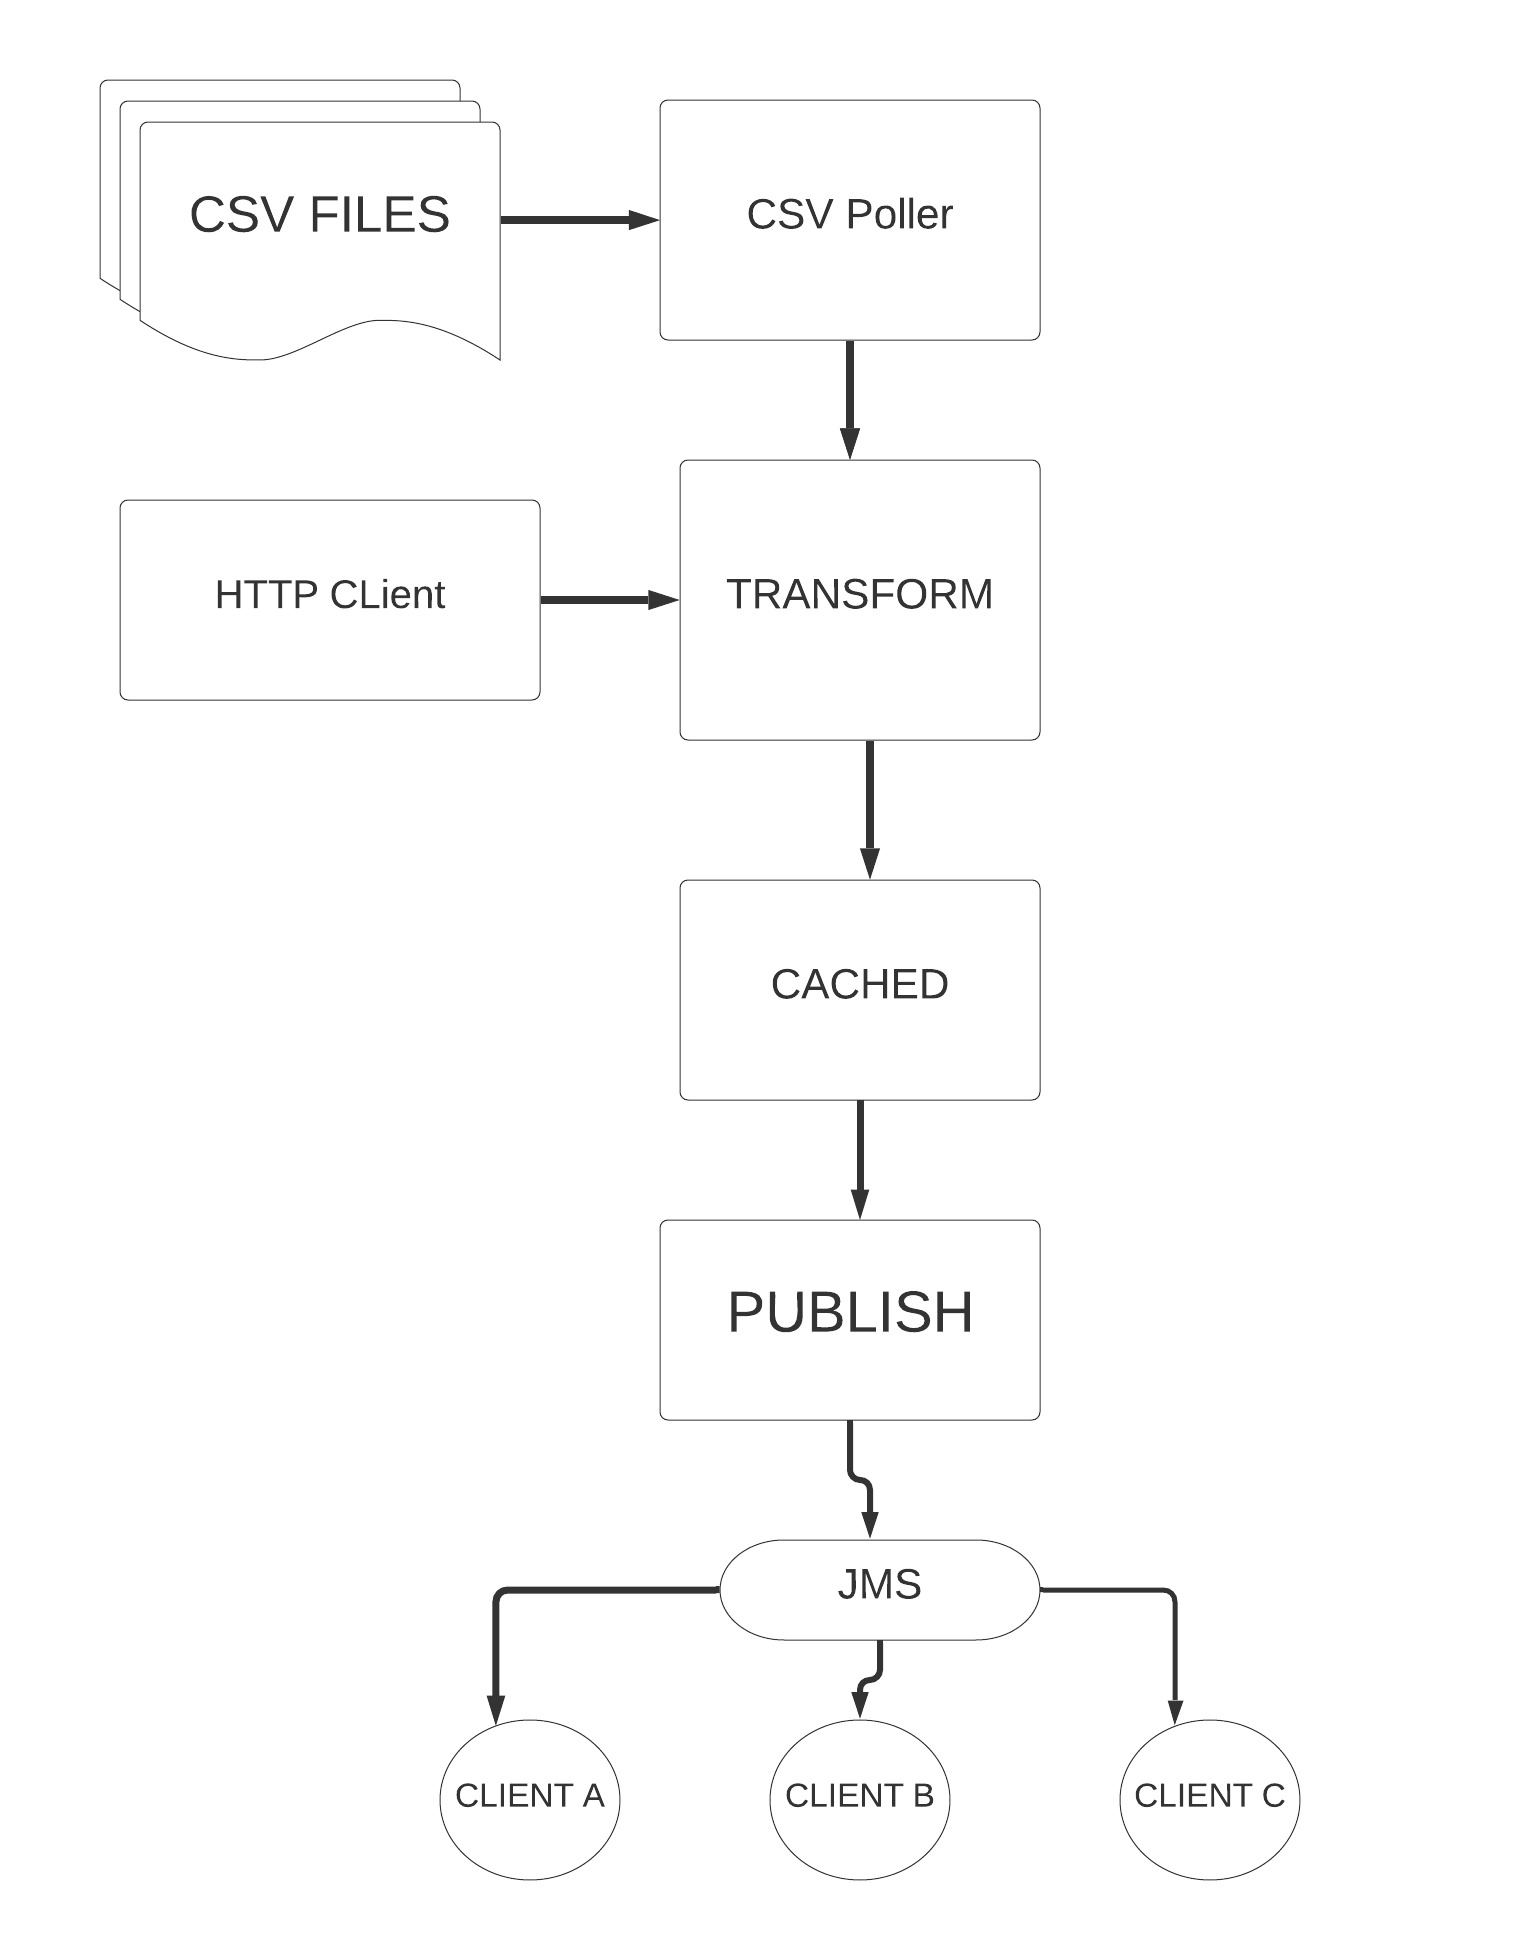 CSV FILES
CSV Poller
HTTP CLient
TRANSFORM
CACHED
PUBLISH
JMS
CLIENT A
CLIENT B
CLIENT C